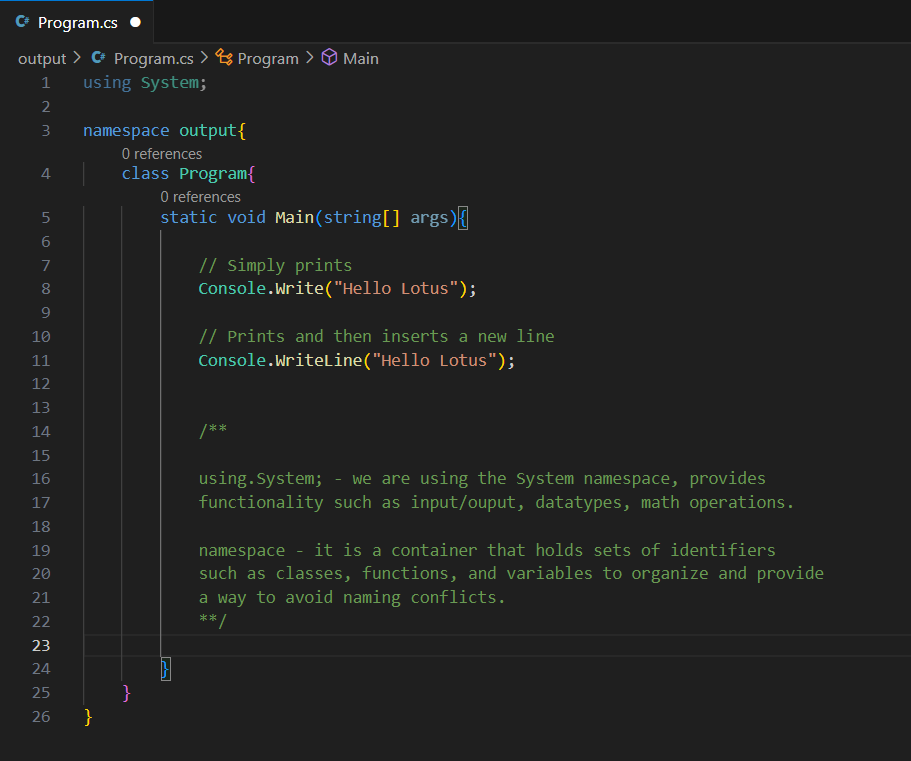 C# Program.cs ●
output > C# Program.cs > Program > Main
1 using System;
2
3 namespace output{
0 references
4 class Program{
0 references
5 static void Main(string[] args){
6
7 // Simply prints
8 Console.Write("Hello Lotus");
9
10 // Prints and then inserts a new line
11 Console.WriteLine("Hello Lotus");
12
13
14 /**
15
16 using.System; - we are using the System namespace, provides
17 functionality such as input/ouput, datatypes, math operations.
18
19 namespace - it is a container that holds sets of identifiers
20 such as classes, functions, and variables to organize and provide
21 a way to avoid naming conflicts.
22 **/
23
24 }
25 }
26 }